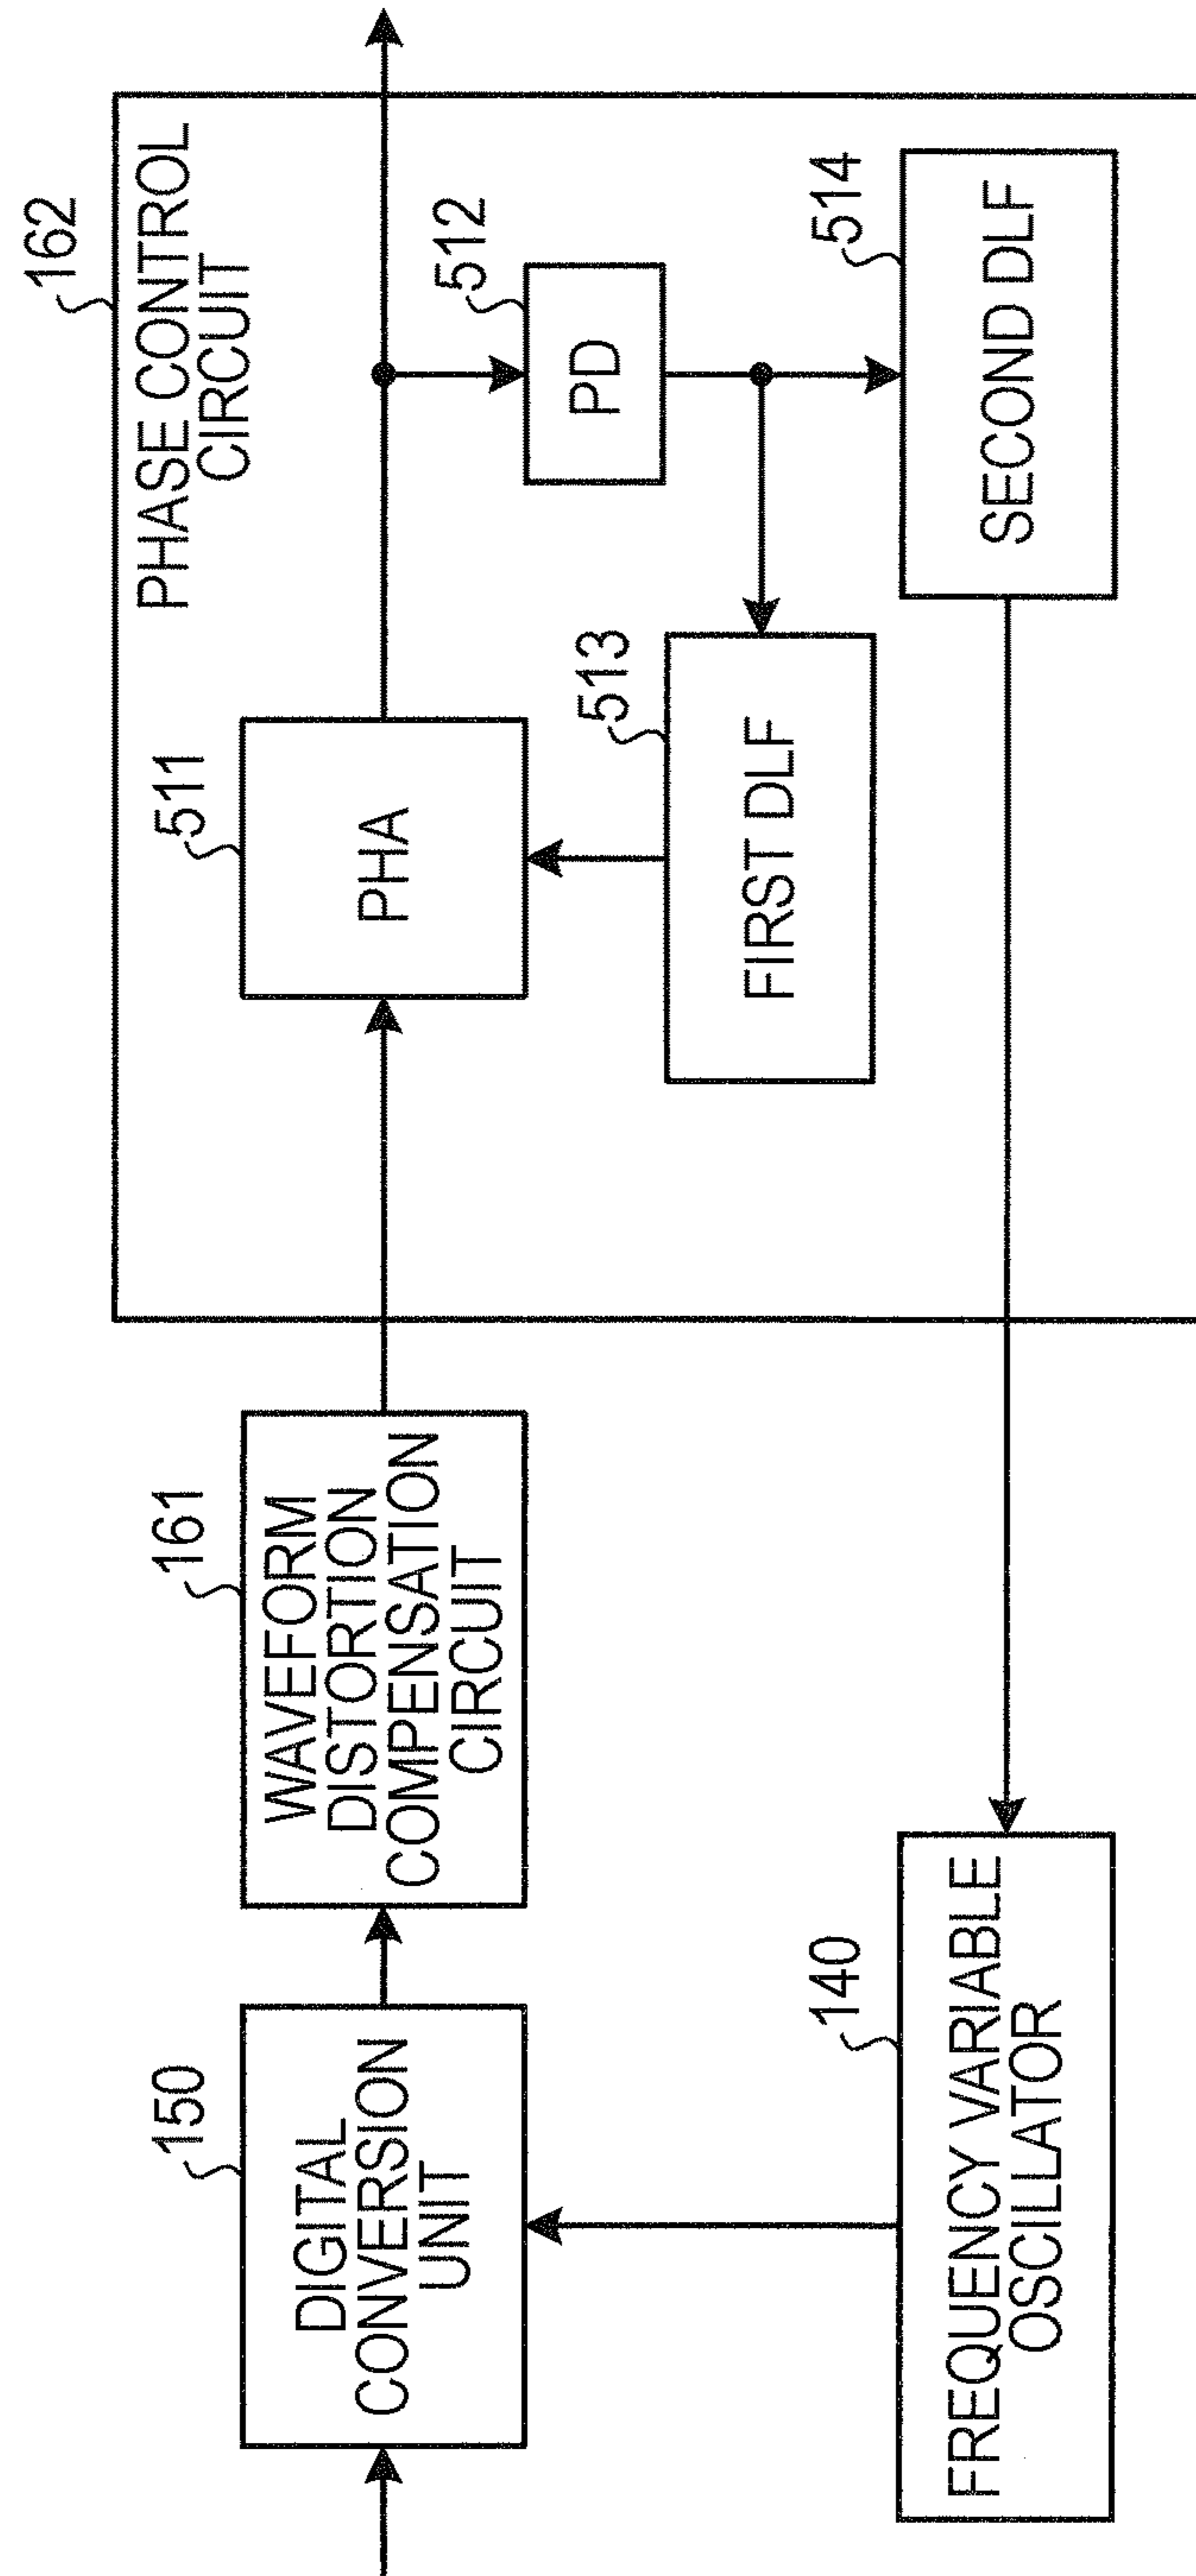 162
PHASE CONTROL
CIRCUIT
150
DIGITAL
CONVERSION
UNIT
161
WAVEFORM
DISTORTION
COMPENSATION
CIRCUIT
511
PHA
512
PD
513
FIRST DLF
514
SECOND DLF
140
FREQUENCY VARIABLE
OSCILLATOR